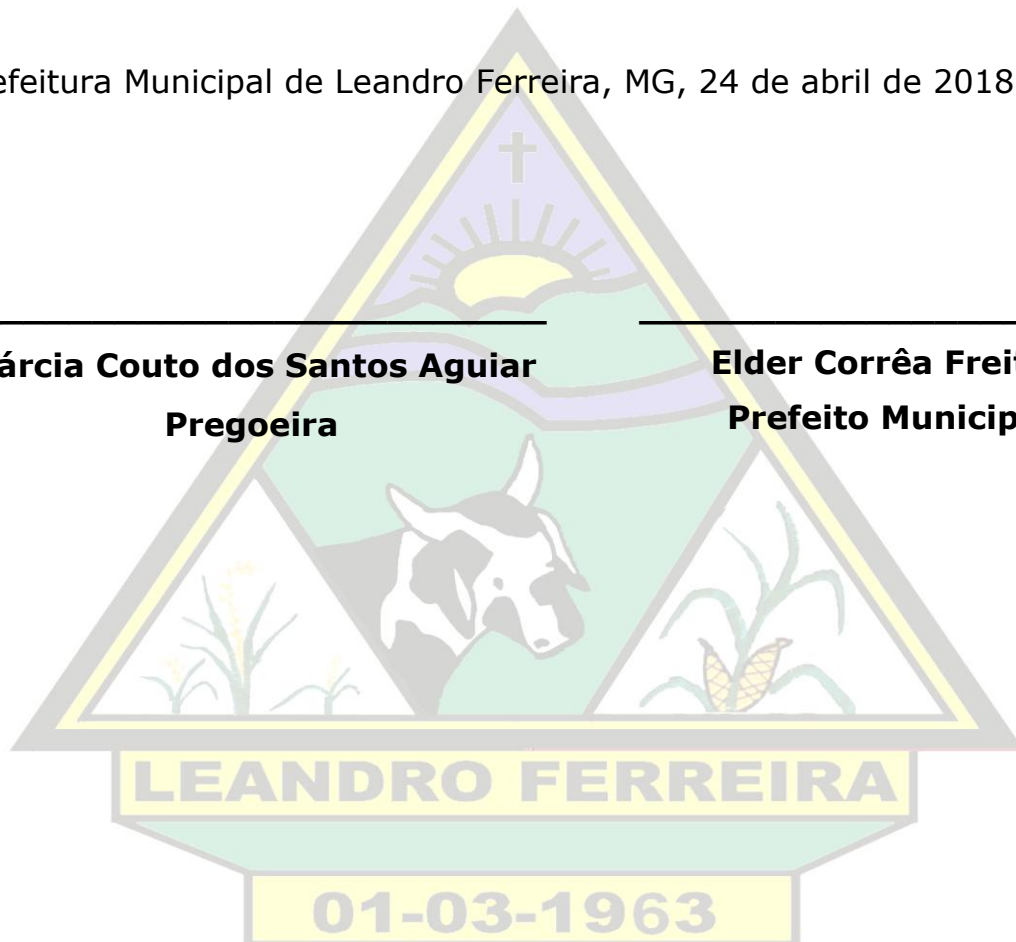 efeitura Municipal de Leandro Ferreira, MG, 24 de abril de 2018
árcia Couto dos Santos Aguiar
Elder Corrêa Freit
Pregoeira
Prefeito Municip
LEANDRO FERREIRA
01-03-1963